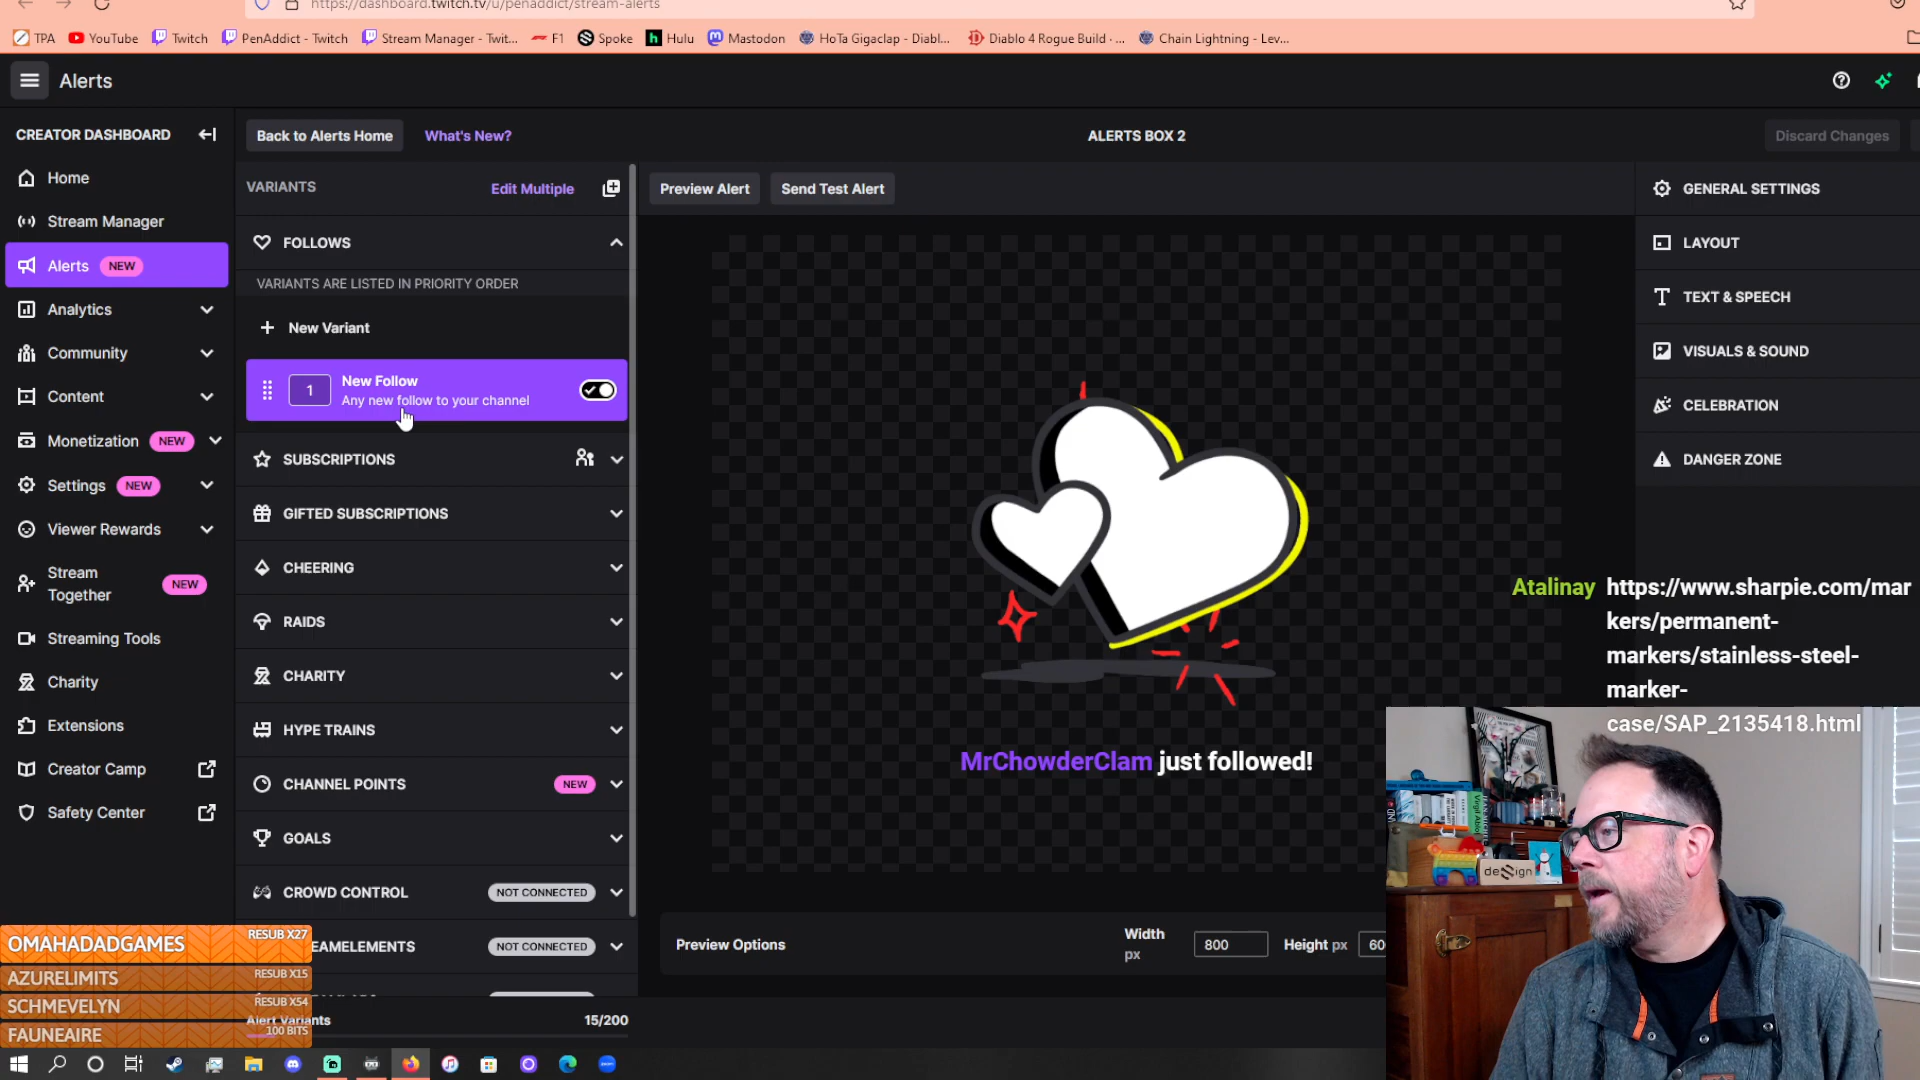 https://dashboard.twitch.tv/u/penaddict/stream-alerts
TPA YouTube Twitch PenAddict - Twitch Stream Manager - Twit... F1 Spoke Hulu Mastodon HoTa Gigaclap - Diabl... Diablo 4 Rogue Build - ... Chain Lightning - Lev...
Alerts
CREATOR DASHBOARD
Home
Stream Manager
Alerts NEW
Analytics
Community
Content
Monetization NEW
Settings NEW
Viewer Rewards
Stream
Together NEW
Streaming Tools
Charity
Extensions
Creator Camp
Safety Center
Back to Alerts Home What's New?
ALERTS BOX 2
Discard Changes
VARIANTS Edit Multiple
FOLLOWS
VARIANTS ARE LISTED IN PRIORITY ORDER
+ New Variant
1 New Follow
Any new follow to your channel
SUBSCRIPTIONS
GIFTED SUBSCRIPTIONS
CHEERING
RAIDS
CHARITY
HYPE TRAINS
CHANNEL POINTS NEW
GOALS
CROWD CONTROL NOT CONNECTED
EAMELEMENTS NOT CONNECTED
Alert Variants 15/200
Preview Alert Send Test Alert
MrChowderClam just followed!
Preview Options
Width
px
800
Height px 60
GENERAL SETTINGS
LAYOUT
TEXT & SPEECH
VISUALS & SOUND
CELEBRATION
DANGER ZONE
Atalinay https://www.sharpie.com/mar
kers/permanent-
markers/stainless-steel-
marker-
case/SAP_2135418.html
deSign
OMAHADADGAMES RESUB X27
AZURELIMITS RESUB X15
SCHMEVELYN RESUB X54
FAUNEAIRE 100 BITS